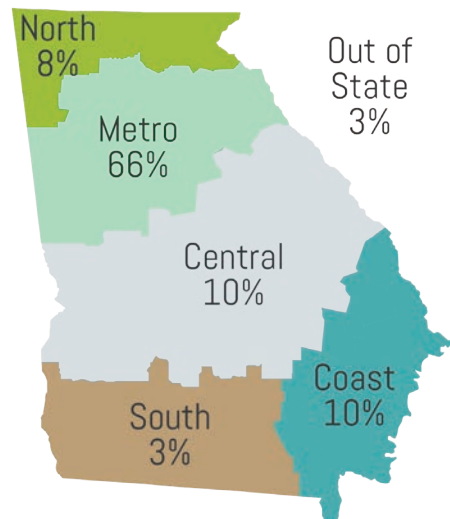 North
8%
Out of
State
3%
Metro
66%
Central
10%
Coast
10%
South
3%